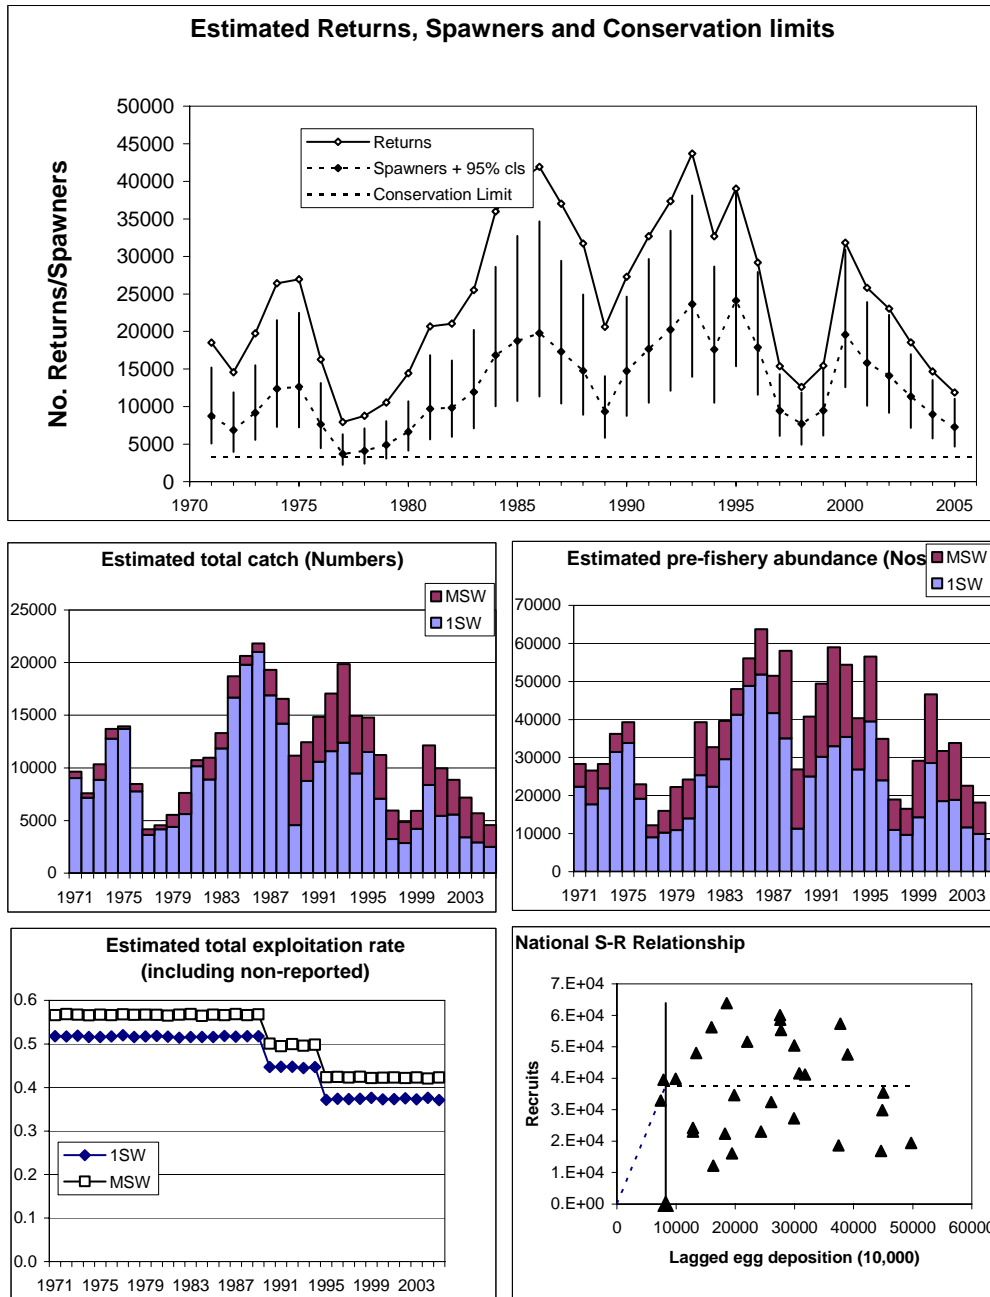 Estimated Returns, Spawners and Conservation limits
No. Returns/Spawners
50000
45000
40000
35000
30000
25000
20000
15000
10000
5000
0
Returns
Spawners + 95% cls
Conservation Limit
1970 1975 1980 1985 1990 1995 2000 2005
Estimated total catch (Numbers)
MSW
1SW
25000
20000
15000
10000
5000
0
1971 1975 1979 1983 1987 1991 1995 1999 2003
Estimated pre-fishery abundance (Nos
MSW
1SW
70000
60000
50000
40000
30000
20000
10000
0
1971 1975 1979 1983 1987 1991 1995 1999 2003
Estimated total exploitation rate
(including non-reported)
0.6
0.5
0.4
0.3
0.2
0.1
0.0
1SW
MSW
1971 1975 1979 1983 1987 1991 1995 1999 2003
National S-R Relationship
Recruits
7.E+04
6.E+04
5.E+04
4.E+04
3.E+04
2.E+04
1.E+04
0.E+00
0 10000 20000 30000 40000 50000 60000
Lagged egg deposition (10,000)